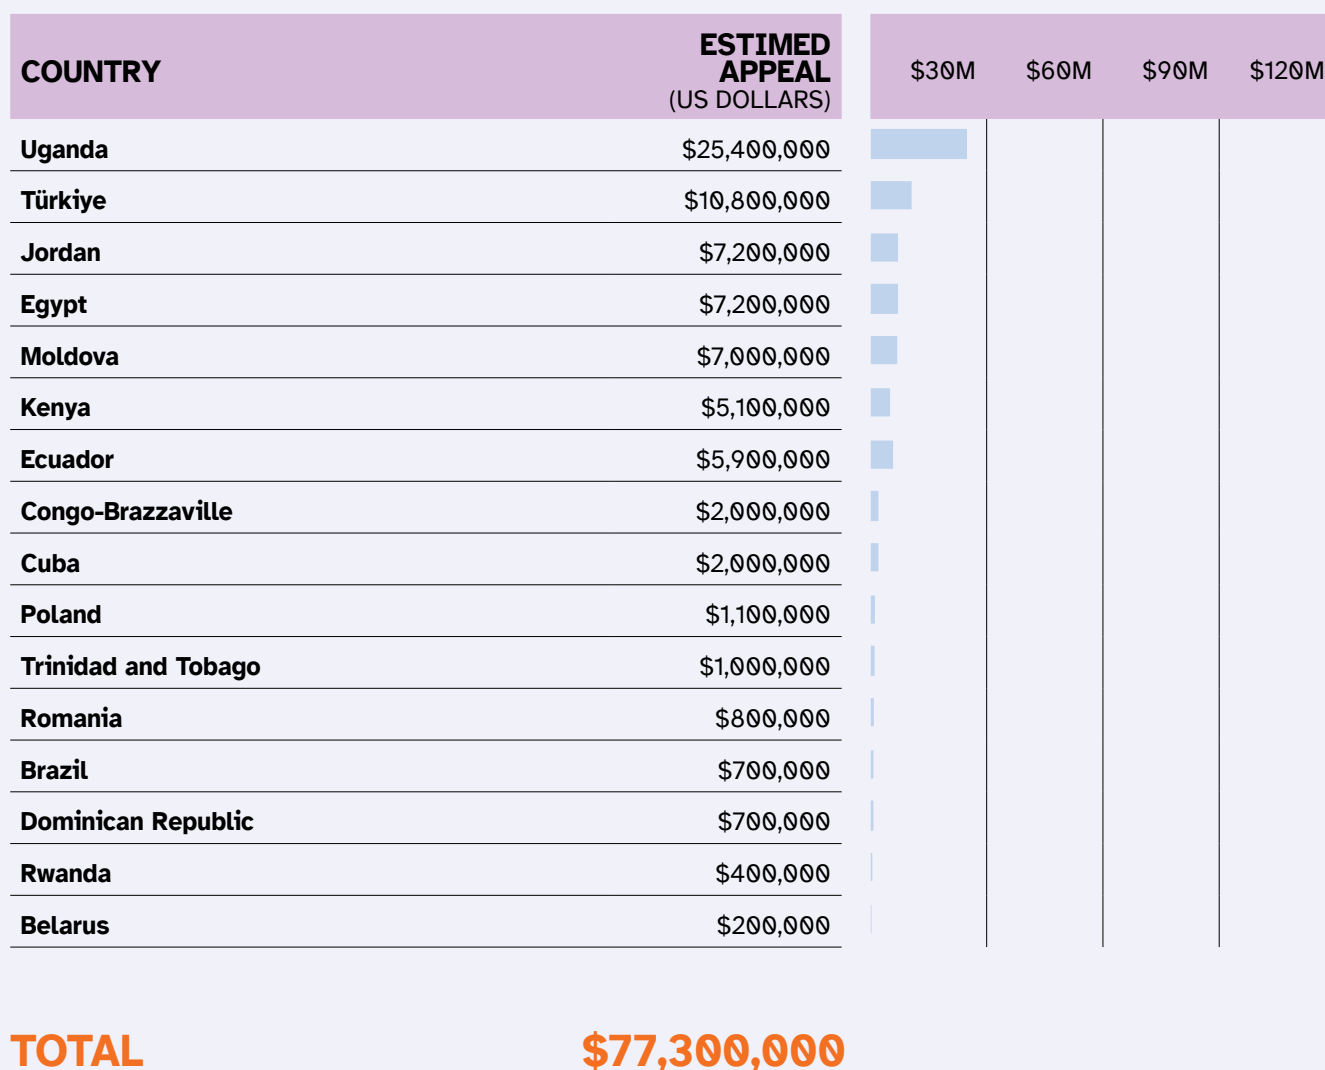 COUNTRY
ESTIMED
APPEAL
(US DOLLARS)
$30M $60M $90M $120M
Uganda $25,400,000
Türkiye $10,800,000
Jordan $7,200,000
Egypt $7,200,000
Moldova $7,000,000
Kenya $5,100,000
Ecuador $5,900,000
Congo-Brazzaville $2,000,000
Cuba $2,000,000
Poland $1,100,000
Trinidad and Tobago $1,000,000
Romania $800,000
Brazil $700,000
Dominican Republic $700,000
Rwanda $400,000
Belarus $200,000
TOTAL $77,300,000